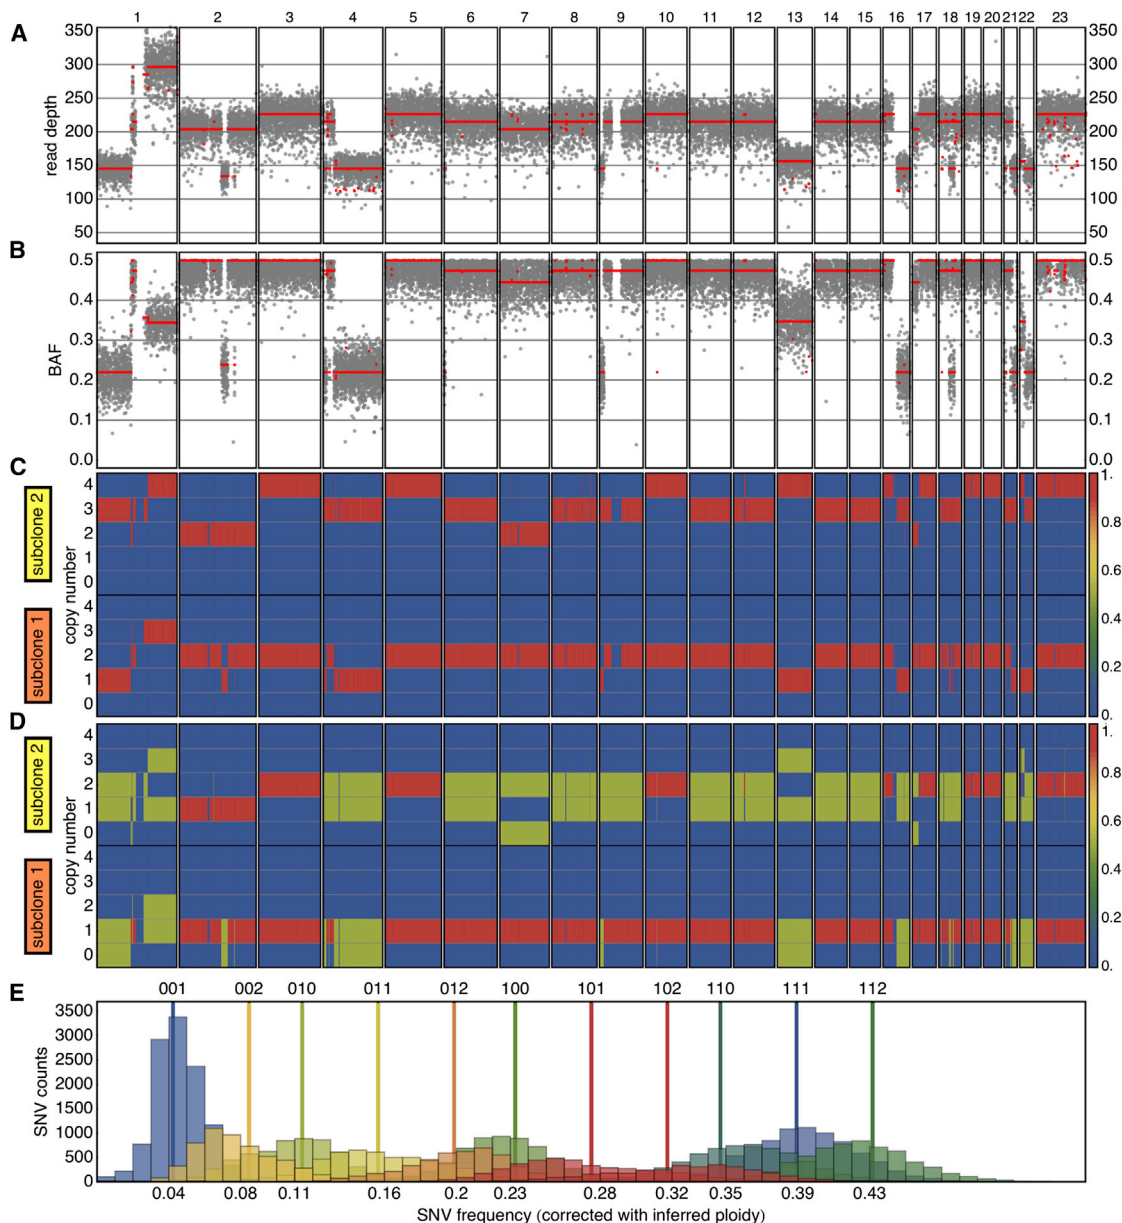 1 2 3 4 5 6 7 8 9 10 11 12 13 14 15 16 17 18 19 20 21 22 23
A
350 350
300 300
250 250
200 200
150 150
100 100
50 50
read depth
B
0.5 0.5
0.4 0.4
0.3 0.3
0.2 0.2
0.1 0.1
0.0 0.0
BAF
C
subclone 2
4
3
2
1
0
copy number
subclone 1
4
3
2
1
0
1.
0.8
0.6
0.4
0.2
0.
D
subclone 2
4
3
2
1
0
copy number
subclone 1
4
3
2
1
0
1.
0.8
0.6
0.4
0.2
0.
E
001 002 010 011 012 100 101 102 110 111 112
3500
3000
2500
2000
1500
1000
500
0
SNV counts
0.04 0.08 0.11 0.16 0.2 0.23 0.28 0.32 0.35 0.39 0.43
SNV frequency (corrected with inferred ploidy)